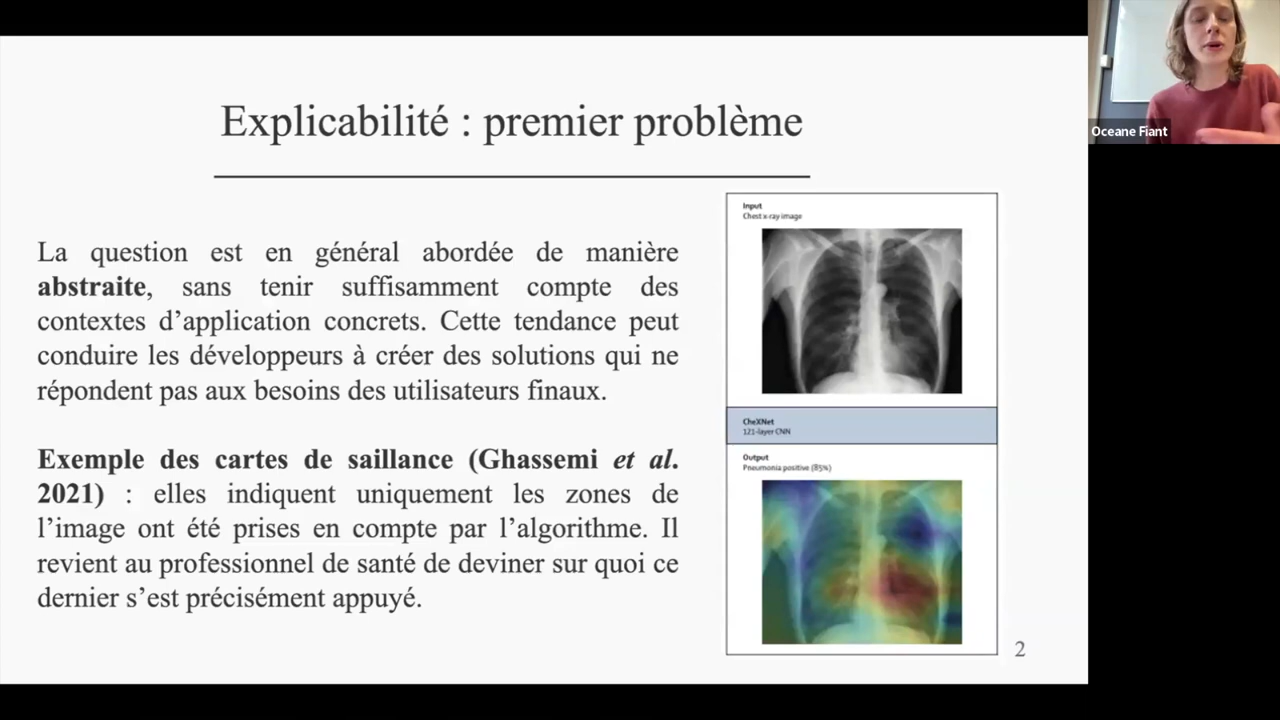 Explicabilité : premier problème
La question est en général abordée de manière
abstraite, sans tenir suffisamment compte des
contextes d'application concrets. Cette tendance peut
conduire les développeurs à créer des solutions qui ne
répondent pas aux besoins des utilisateurs finaux.
Exemple des cartes de saillance (Ghassemi et al.
2021) : elles indiquent uniquement les zones de
l'image ont été prises en compte par l'algorithme. Il
revient au professionnel de santé de deviner sur quoi ce
dernier s'est précisément appuyé.
Input
Chest x-ray image
CheXNet
121-layer CNN
Output
Pneumonia positive (85%)
2
Oceane Fiant